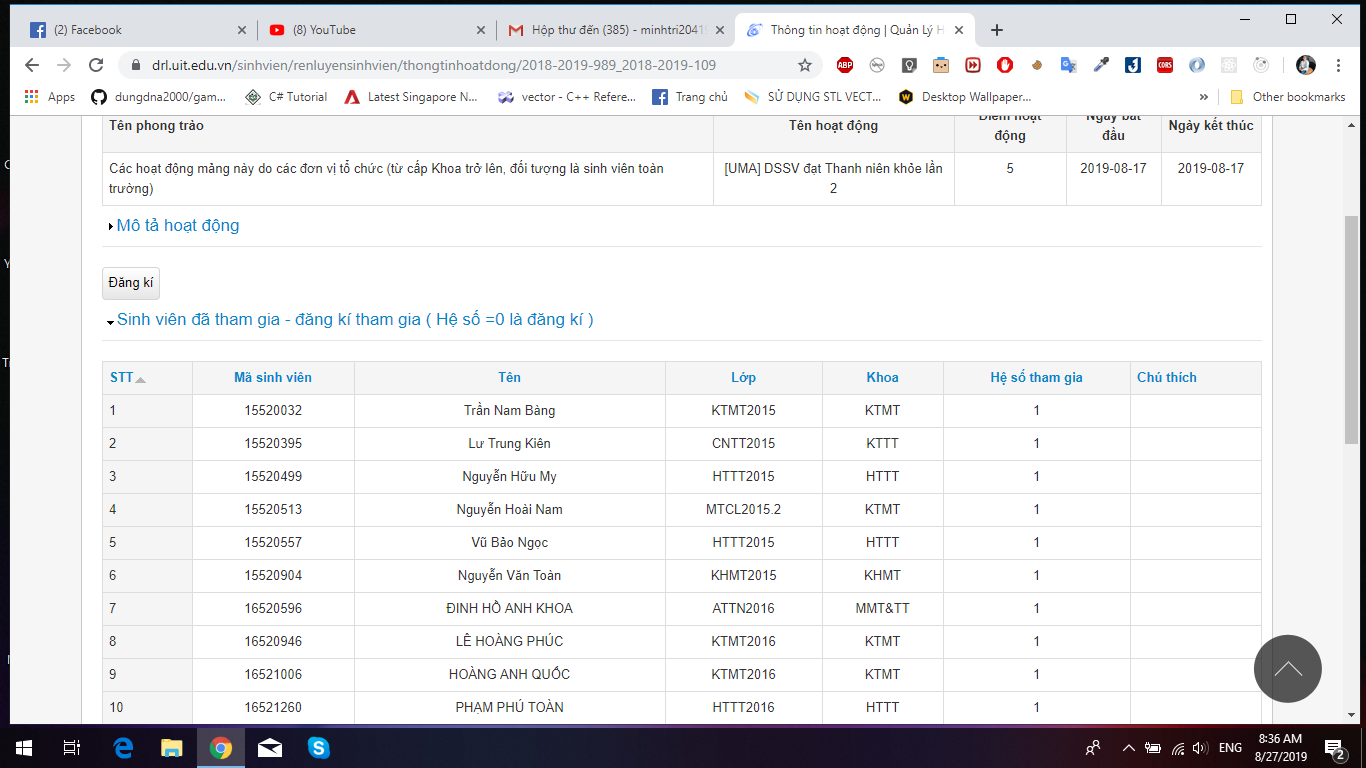 (2) Facebook
(8) YouTube
Hộp thư đến (385) - minhtri2041
Thông tin hoạt động | Quản Lý H
drl.uit.edu.vn/sinhvien/renluyensinhvien/thongtinhoatdong/2018-2019-989_2018-2019-109
ABP
CORS
Apps
dungdna2000/gam...
C# Tutorial
Latest Singapore N...
vector - C++ Refere...
Trang chủ
SỬ DỤNG STL VECT...
Desktop Wallpaper...
»
Other bookmarks
Tên phong trào Tên hoạt động Điểm hoạt động Ngày bắt đầu Ngày kết thúc
Các hoạt động mảng này do các đơn vị tổ chức (từ cấp Khoa trở lên, đối tượng là sinh viên toàn
trường)
[UMA] DSSV đạt Thanh niên khỏe lần
2
5 2019-08-17 2019-08-17
Mô tả hoạt động
Đăng kí
Sinh viên đã tham gia - đăng kí tham gia ( Hệ số =0 là đăng kí )
STT Mã sinh viên Tên Lớp Khoa Hệ số tham gia Chú thích
1 15520032 Trần Nam Bàng KTMT2015 KTMT 1
2 15520395 Lư Trung Kiên CNTT2015 KTTT 1
3 15520499 Nguyễn Hữu My HTTT2015 HTTT 1
4 15520513 Nguyễn Hoài Nam MTCL2015.2 KTMT 1
5 15520557 Vũ Bảo Ngọc HTTT2015 HTTT 1
6 15520904 Nguyễn Văn Toàn KHMT2015 KHMT 1
7 16520596 ĐINH HỒ ANH KHOA ATTN2016 MMT&TT 1
8 16520946 LÊ HOÀNG PHÚC KTMT2016 KTMT 1
9 16521006 HOÀNG ANH QUỐC KTMT2016 KTMT 1
10 16521260 PHẠM PHÚ TOÀN HTTT2016 HTTT 1
ENG
8:36 AM
8/27/2019
2